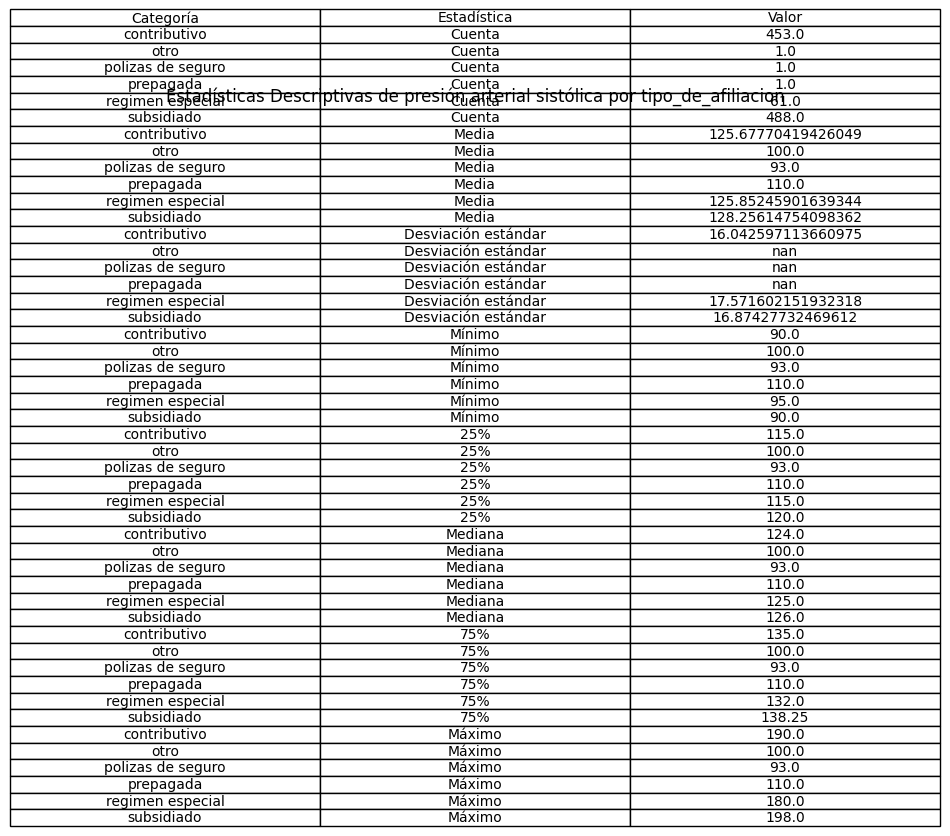 Categoría Estadística Valor
contributivo Cuenta 453.0
otro Cuenta 1.0
polizas de seguro Cuenta 1.0
prepagada Cuenta 1.0
Estadísticas Descriptivas de presión arterial sistólica por tipo_de_afiliacion
regimen especial Cuenta 61.0
subsidiado Cuenta 488.0
contributivo Media 125.67770419426049
otro Media 100.0
polizas de seguro Media 93.0
prepagada Media 110.0
regimen especial Media 125.85245901639344
subsidiado Media 128.25614754098362
contributivo Desviación estándar 16.042597113660975
otro Desviación estándar nan
polizas de seguro Desviación estándar nan
prepagada Desviación estándar nan
regimen especial Desviación estándar 17.571602151932318
subsidiado Desviación estándar 16.87427732469612
contributivo Mínimo 90.0
otro Mínimo 100.0
polizas de seguro Mínimo 93.0
prepagada Mínimo 110.0
regimen especial Mínimo 95.0
subsidiado Mínimo 90.0
contributivo 25% 115.0
otro 25% 100.0
polizas de seguro 25% 93.0
prepagada 25% 110.0
regimen especial 25% 115.0
subsidiado 25% 120.0
contributivo Mediana 124.0
otro Mediana 100.0
polizas de seguro Mediana 93.0
prepagada Mediana 110.0
regimen especial Mediana 125.0
subsidiado Mediana 126.0
contributivo 75% 135.0
otro 75% 100.0
polizas de seguro 75% 93.0
prepagada 75% 110.0
regimen especial 75% 132.0
subsidiado 75% 138.25
contributivo Máximo 190.0
otro Máximo 100.0
polizas de seguro Máximo 93.0
prepagada Máximo 110.0
regimen especial Máximo 180.0
subsidiado Máximo 198.0